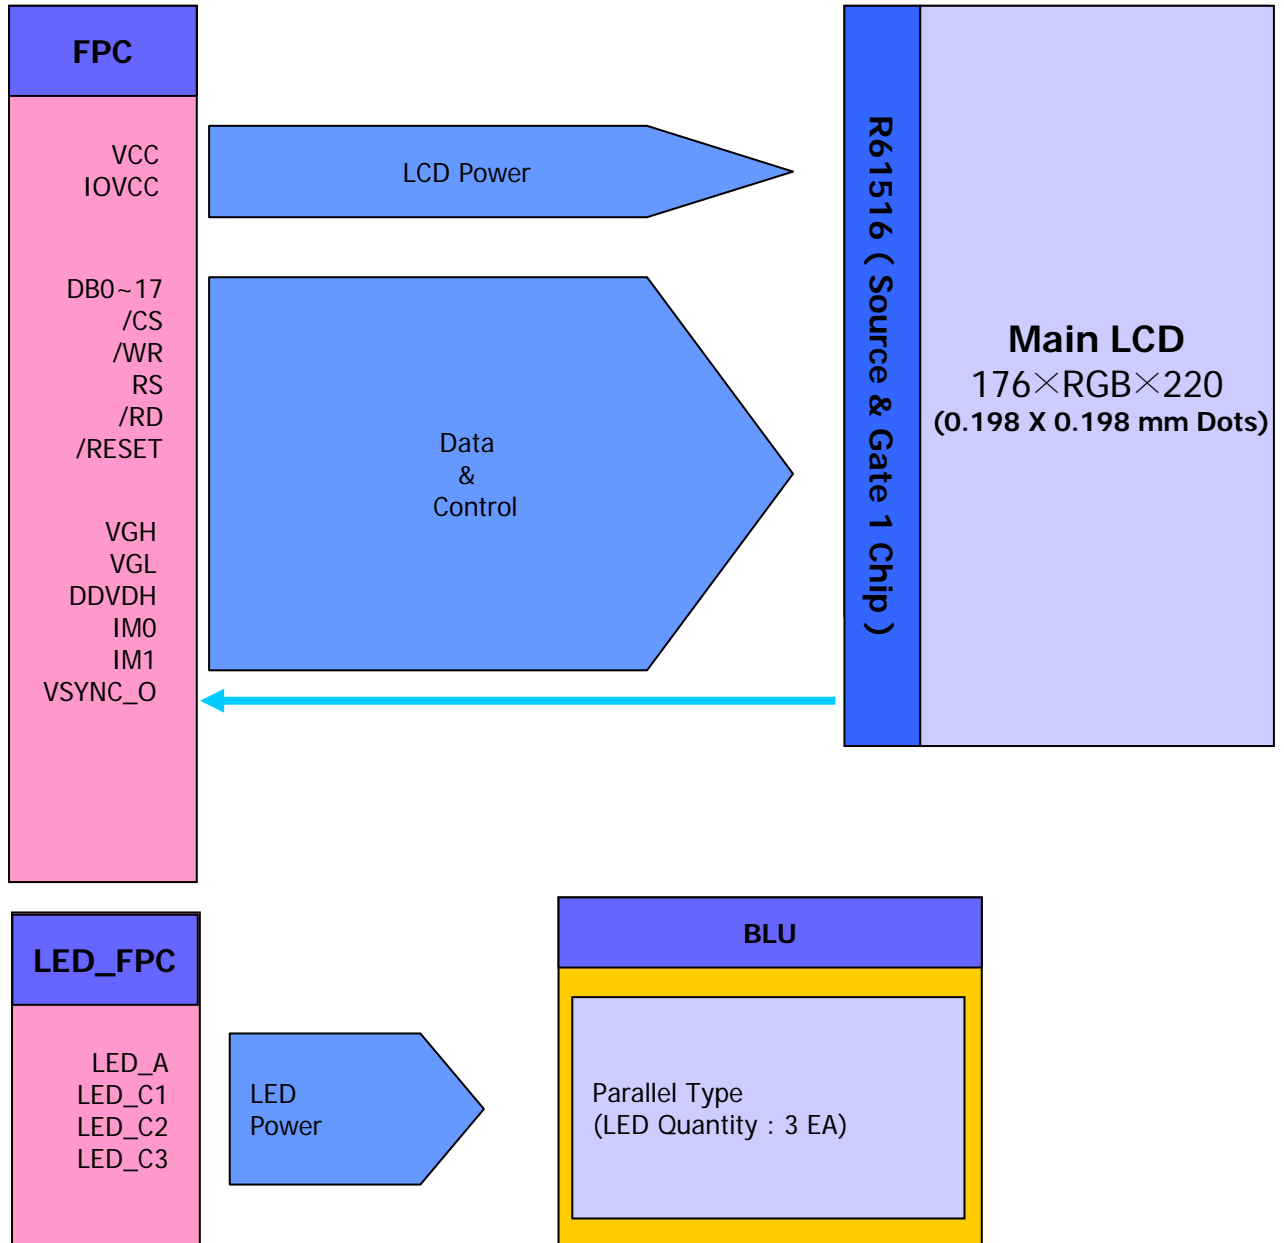 FPC
VCC
IOVCC
DB0~17
/CS
/WR
RS
/RD
/RESET
VGH
VGL
DDVDH
IM0
IM1
VSYNC_O
LCD Power
Data
&
Control
R61516 ( Source & Gate 1 Chip )
Main LCD
176×RGB×220
(0.198 X 0.198 mm Dots)
LED_FPC
LED_A
LED_C1
LED_C2
LED_C3
LED
Power
BLU
Parallel Type
(LED Quantity : 3 EA)